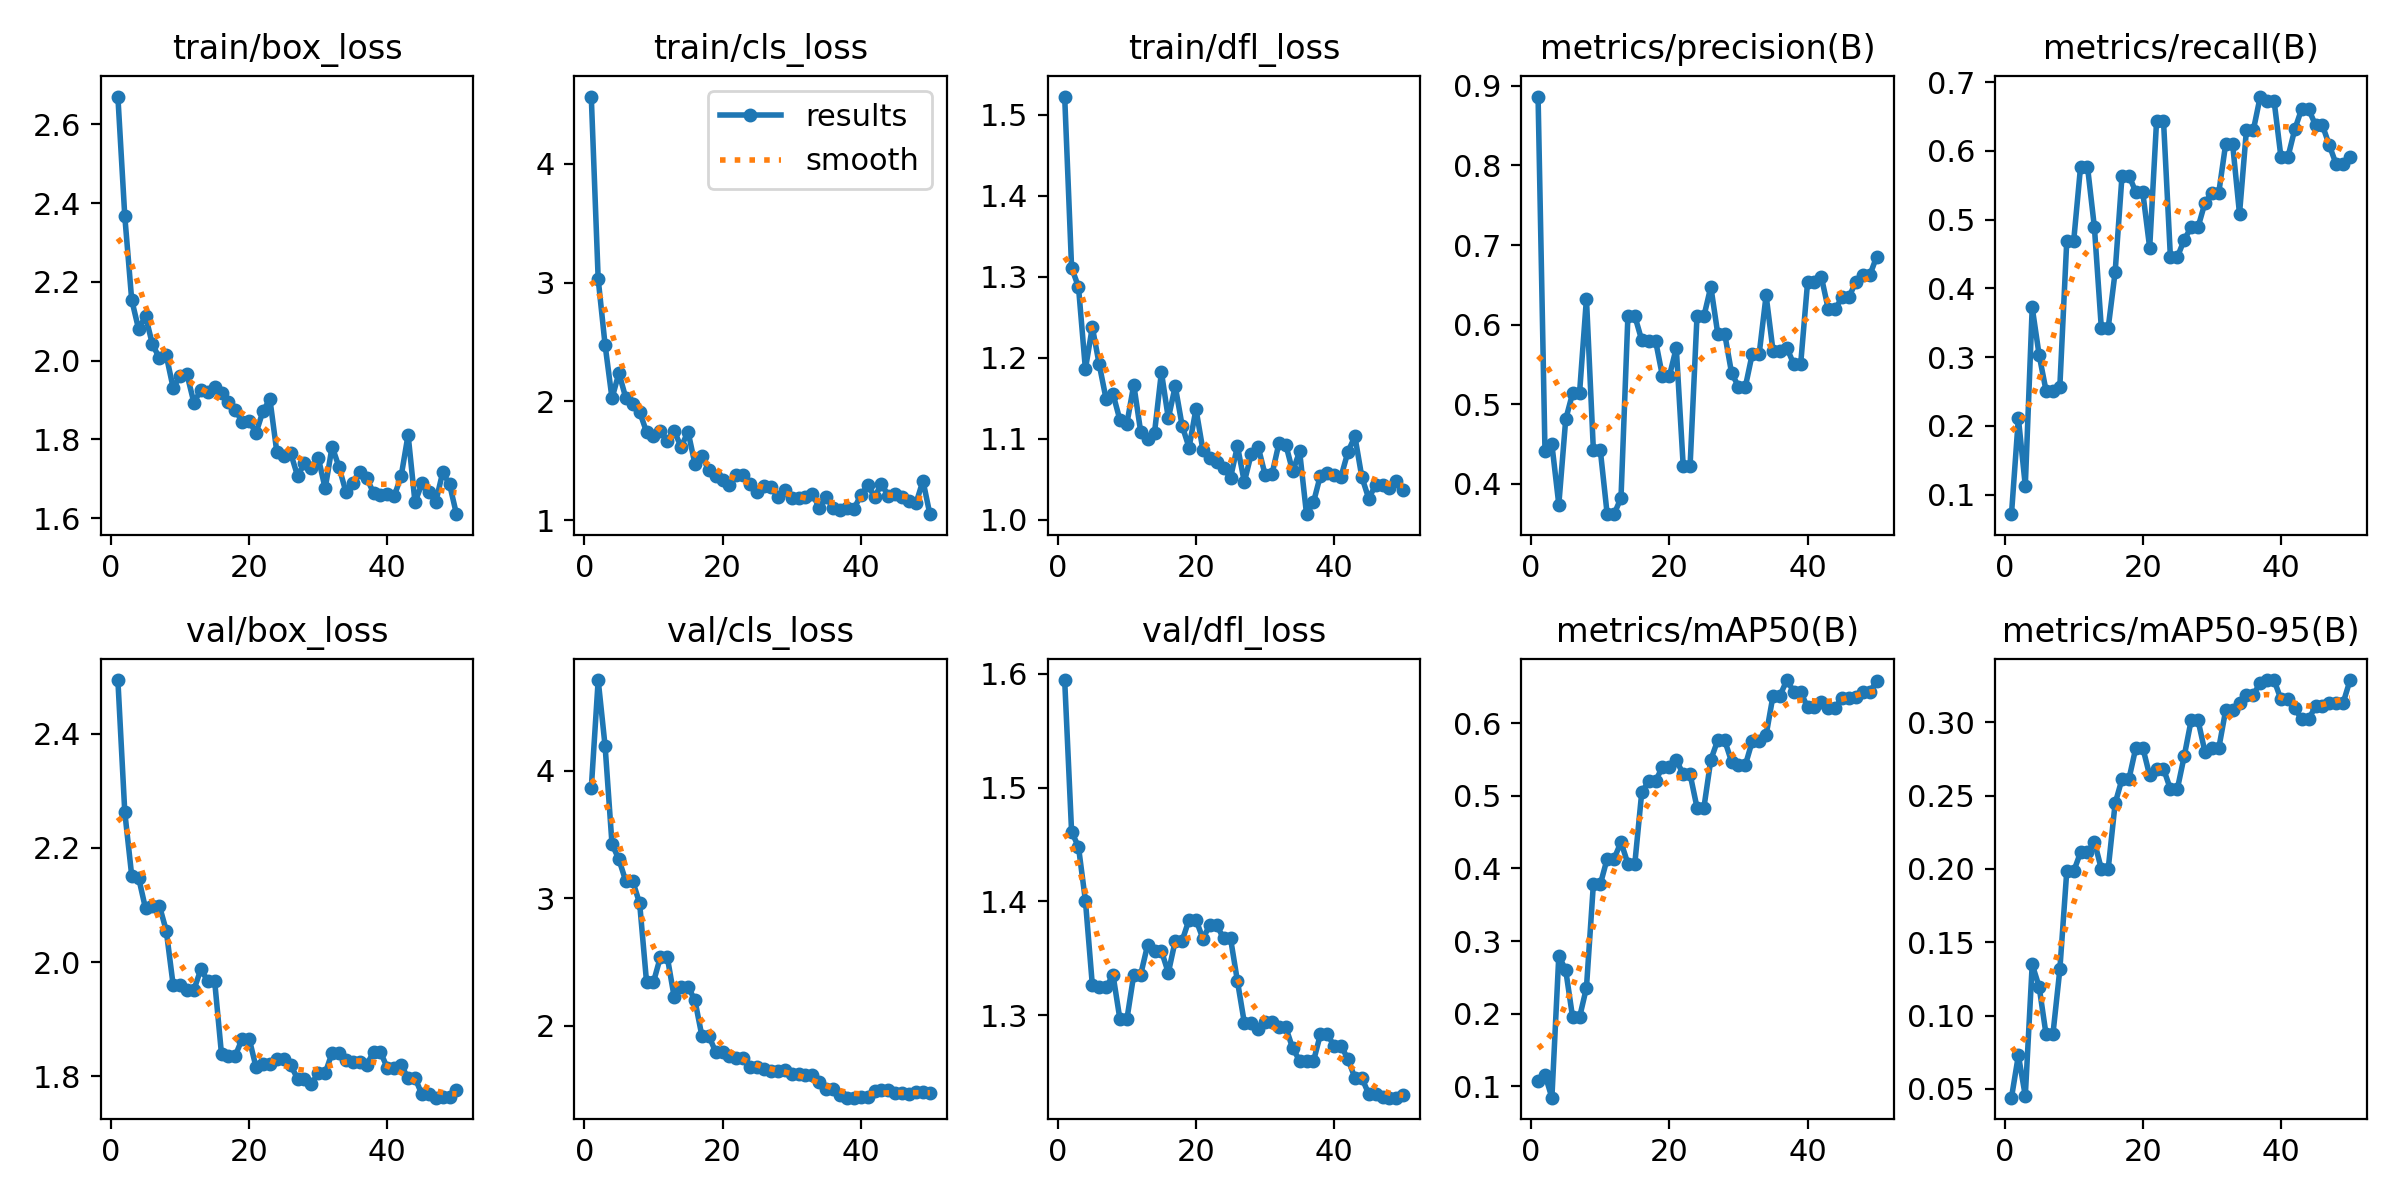 train/box_loss
2.6
2.4
2.2
2.0
1.8
1.6
0 20 40
train/cls_loss
results
smooth
4
3
2
1
0 20 40
train/dfl_loss
1.5
1.4
1.3
1.2
1.1
1.0
0 20 40
metrics/precision(B)
0.9
0.8
0.7
0.6
0.5
0.4
0 20 40
metrics/recall(B)
0.7
0.6
0.5
0.4
0.3
0.2
0.1
0 20 40
val/box_loss
2.4
2.2
2.0
1.8
0 20 40
val/cls_loss
4
3
2
0 20 40
val/dfl_loss
1.6
1.5
1.4
1.3
0 20 40
metrics/mAP50(B)
0.6
0.5
0.4
0.3
0.2
0.1
0 20 40
metrics/mAP50-95(B)
0.30
0.25
0.20
0.15
0.10
0.05
0 20 40